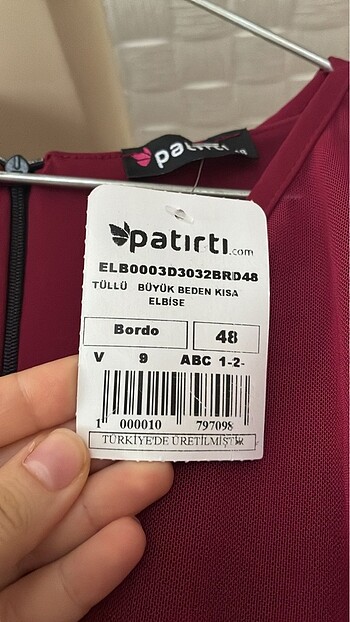 patırtı
patırtı.com
ELB0003D3032BRD48
TÜLLÜ BÜYÜK BEDEN KISA
ELBİSE
Bordo 48
V 9 ABC 1-2-
1 000010 797098
TÜRKİYE'DE ÜRETİLMİŞTİR